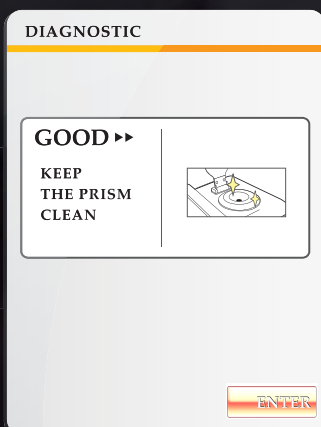 DIAGNOSTIC
GOOD
KEEP
THE PRISM
CLEAN
ENTER